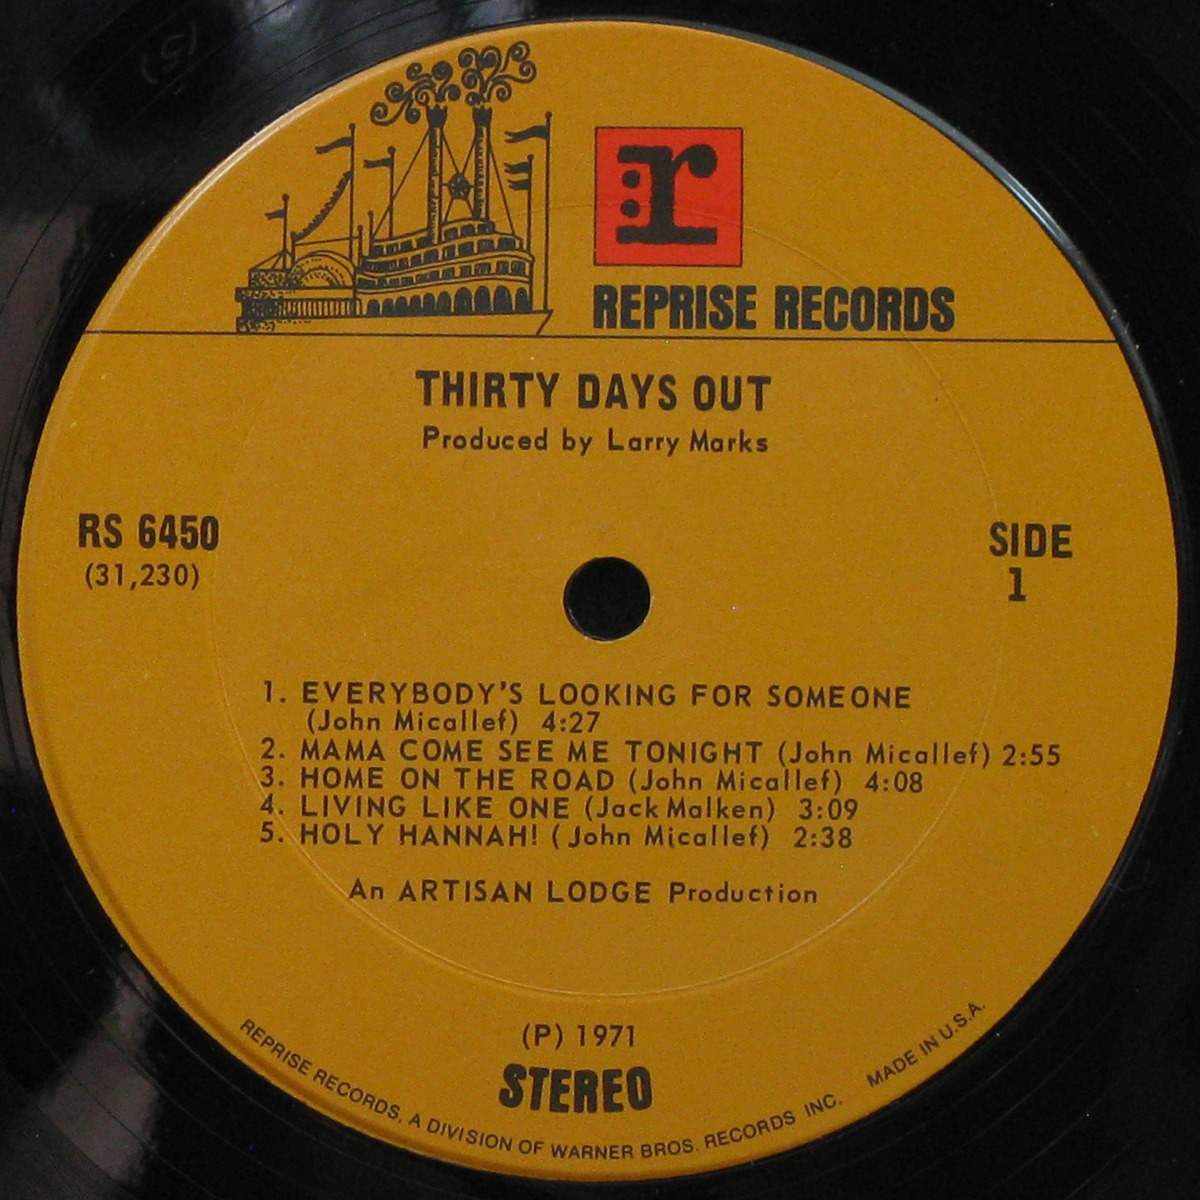 r
REPRISE RECORDS
THIRTY DAYS OUT
Produced by Larry Marks
RS 6450
(31,230)
SIDE
1
1. EVERYBODY'S LOOKING FOR SOMEONE
(John Micallef) 4:27
2. MAMA COME SEE ME TONIGHT (John Micallef) 2:55
3. HOME ON THE ROAD (John Micallef) 4:08
4. LIVING LIKE ONE (Jack Malken) 3:09
5. HOLY HANNAH! (John Micallef) 2:38
An ARTISAN LODGE Production
(P) 1971
STEREO
REPRISE RECORDS, A DIVISION OF WARNER BROS. RECORDS INC. MADE IN U.S.A.